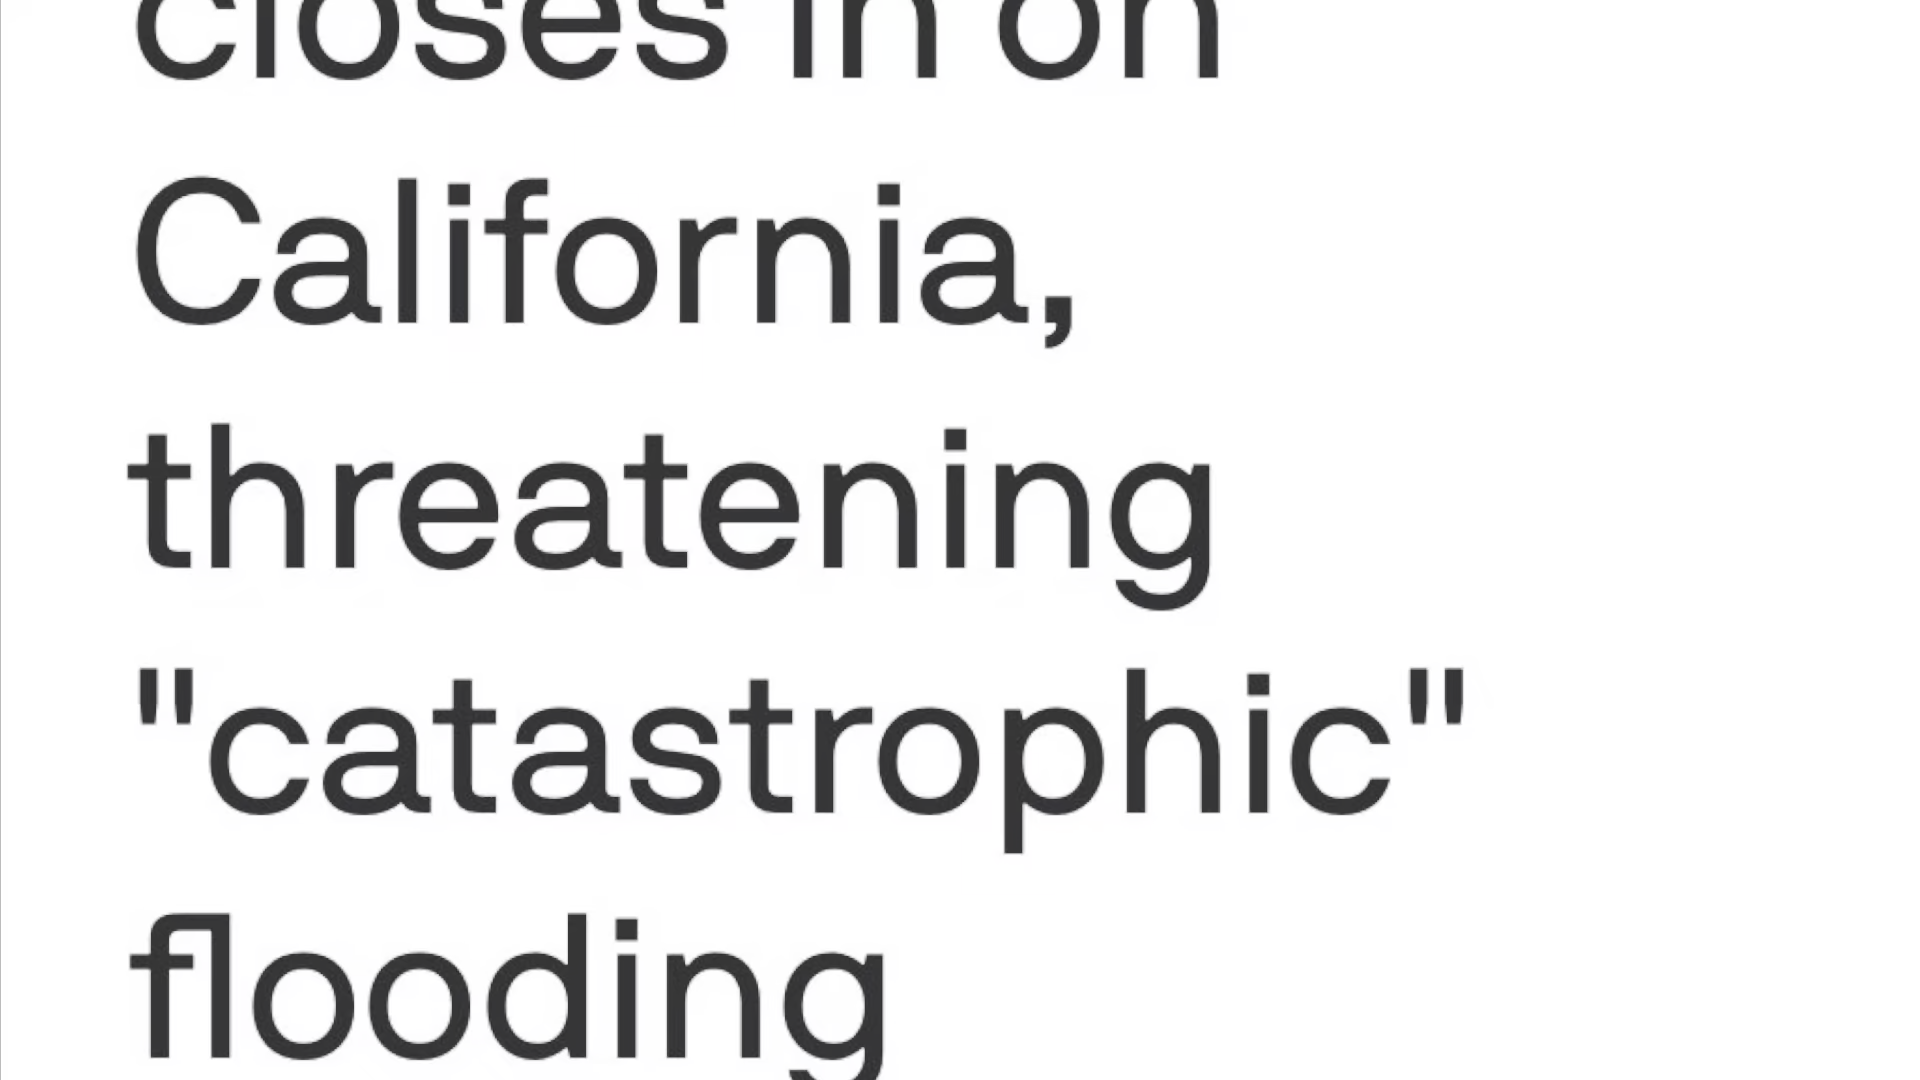 closes in on
California,
threatening
"catastrophic"
flooding